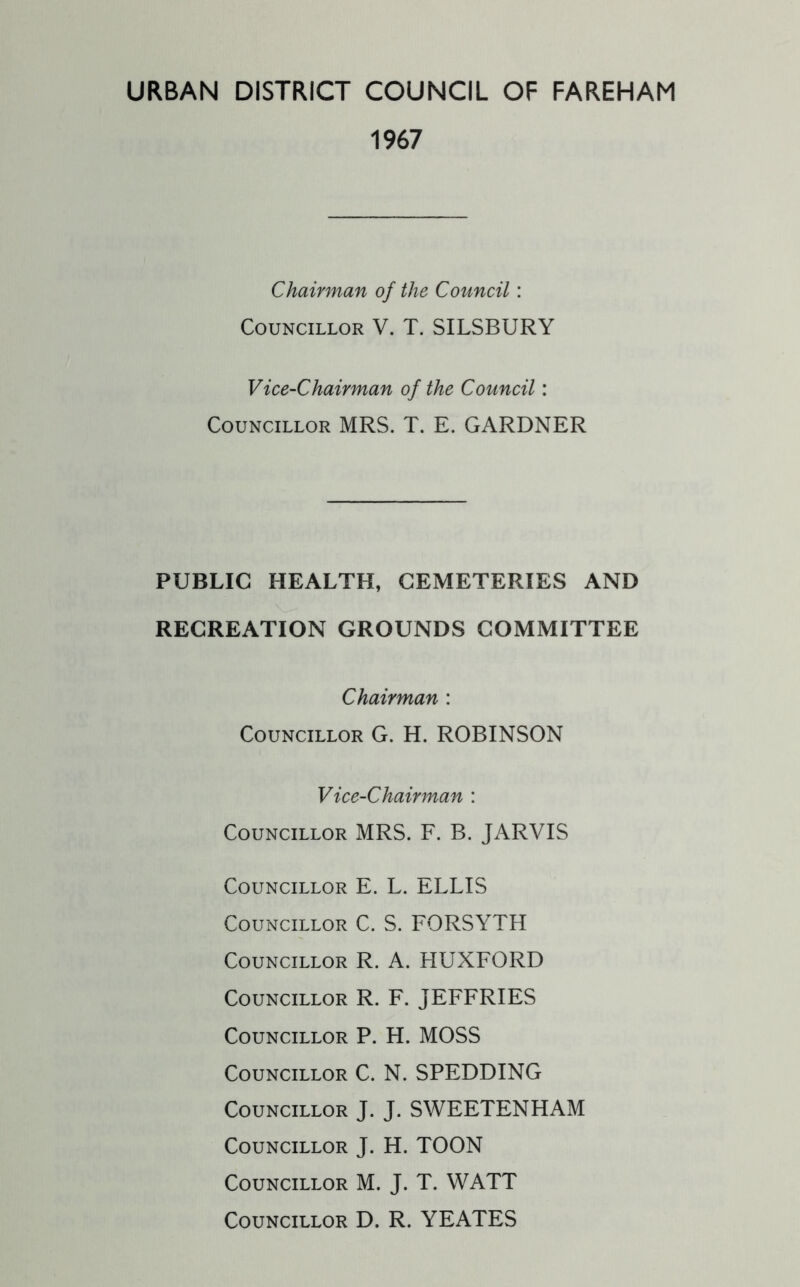 URBAN DISTRICT COUNCIL OF FAREHAM
1967
Chairman of the Council :
COUNCILLOR V. T. SILSBURY
Vice-Chairman of the Council :
COUNCILLOR MRS. T. E. GARDNER
PUBLIC HEALTH, CEMETERIES AND
RECREATION GROUNDS COMMITTEE
Chairman :
COUNCILLOR G. H. ROBINSON
Vice-Chairman :
COUNCILLOR MRS. F. B. JARVIS
COUNCILLOR E. L. ELLIS
COUNCILLOR C. S. FORSYTH
COUNCILLOR R. A. HUXFORD
COUNCILLOR R. F. JEFFRIES
COUNCILLOR P. H. MOSS
COUNCILLOR C. N. SPEDDING
COUNCILLOR J. J. SWEETENHAM
COUNCILLOR J. H. TOON
COUNCILLOR M. J. T. WATT
COUNCILLOR D. R. YEATES